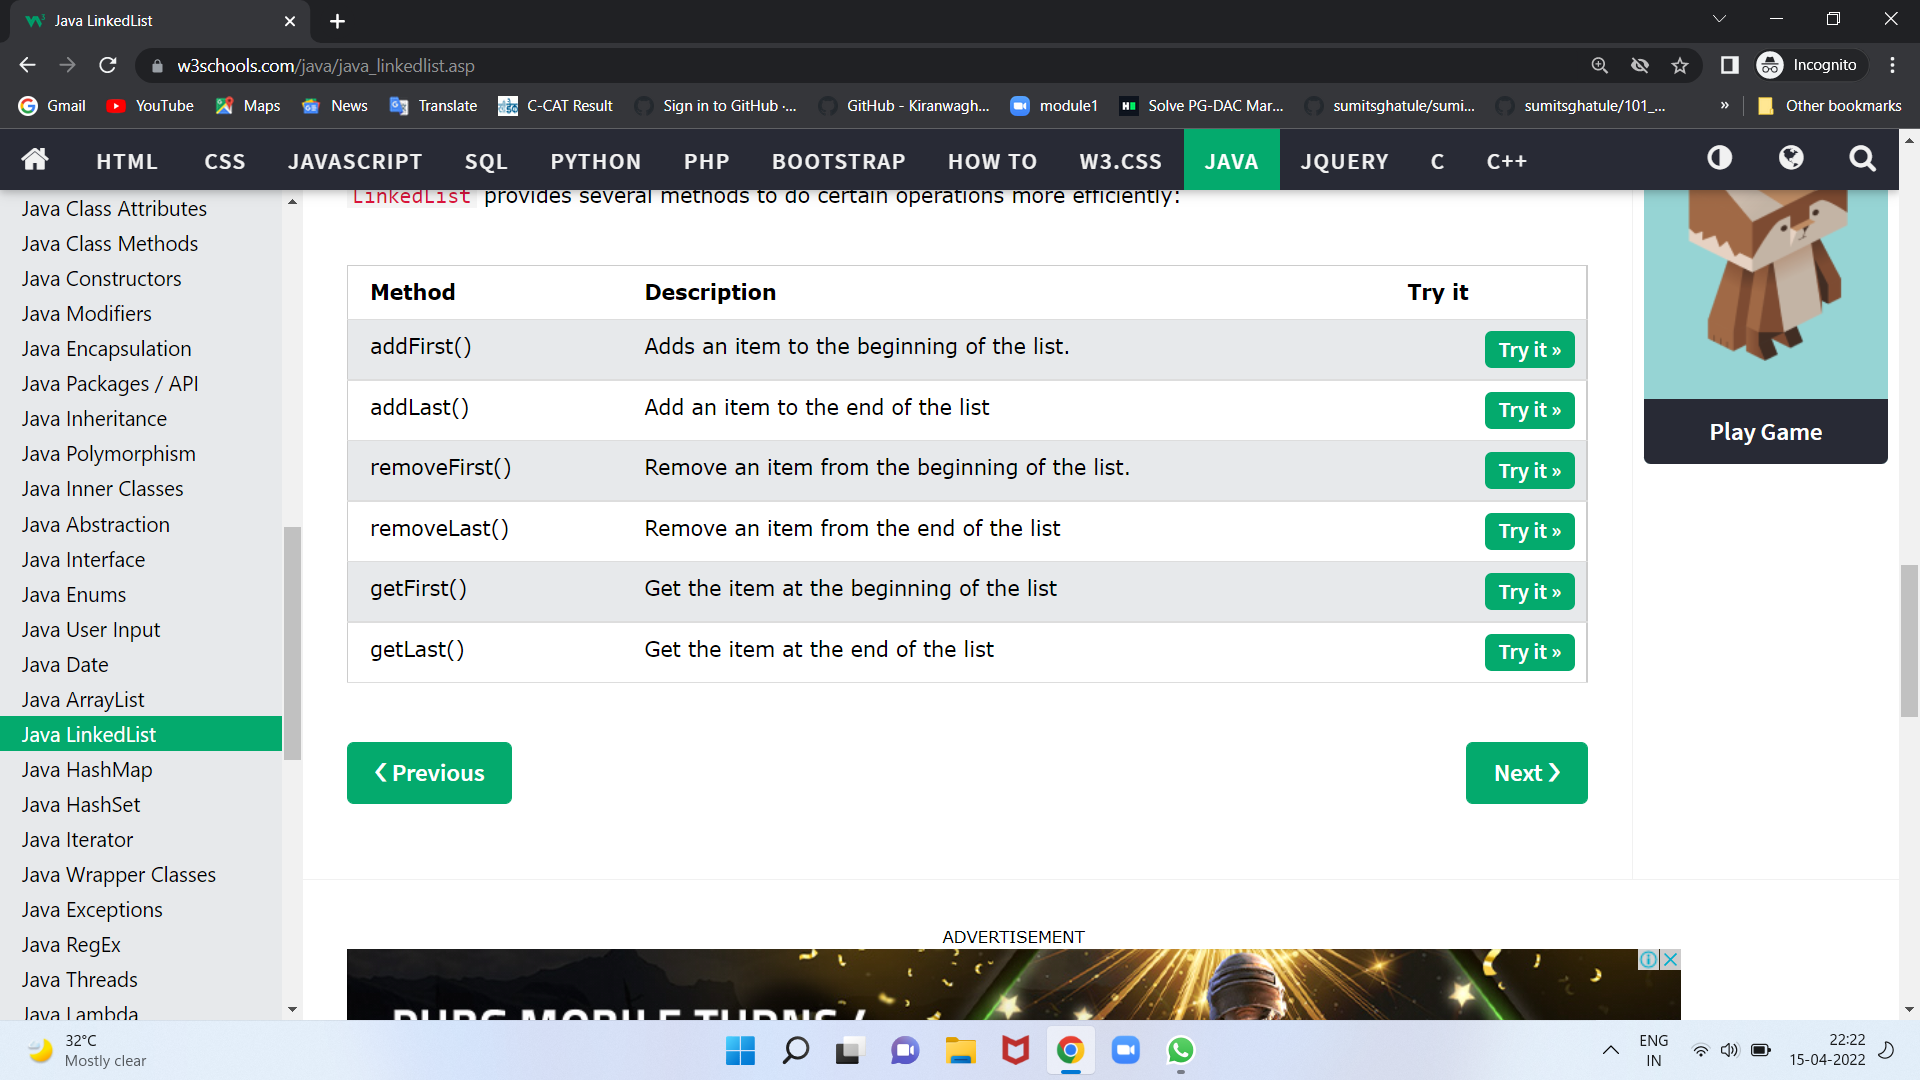 Java LinkedList
w3schools.com/java/java_linkedlist.asp
Incognito
Gmail YouTube Maps News Translate C-CAT Result Sign in to GitHub ·... GitHub - Kiranwagh... module1 Solve PG-DAC Mar... sumitsghatule/sumi... sumitsghatule/101_... » Other bookmarks
HTML CSS JAVASCRIPT SQL PYTHON PHP BOOTSTRAP HOW TO W3.CSS JAVA JQUERY C C++
Java Class Attributes
Java Class Methods
Java Constructors
Java Modifiers
Java Encapsulation
Java Packages / API
Java Inheritance
Java Polymorphism
Java Inner Classes
Java Abstraction
Java Interface
Java Enums
Java User Input
Java Date
Java ArrayList
Java LinkedList
Java HashMap
Java HashSet
Java Iterator
Java Wrapper Classes
Java Exceptions
Java RegEx
Java Threads
Java Lambda
LinkedList provides several methods to do certain operations more efficiently:
Method Description Try it
addFirst() Adds an item to the beginning of the list. Try it »
addLast() Add an item to the end of the list Try it »
removeFirst() Remove an item from the beginning of the list. Try it »
removeLast() Remove an item from the end of the list Try it »
getFirst() Get the item at the beginning of the list Try it »
getLast() Get the item at the end of the list Try it »
❮ Previous
Next ❯
Play Game
ADVERTISEMENT
PUBG MOBILE TURNS 4
32°C
Mostly clear
ENG
IN
22:22
15-04-2022